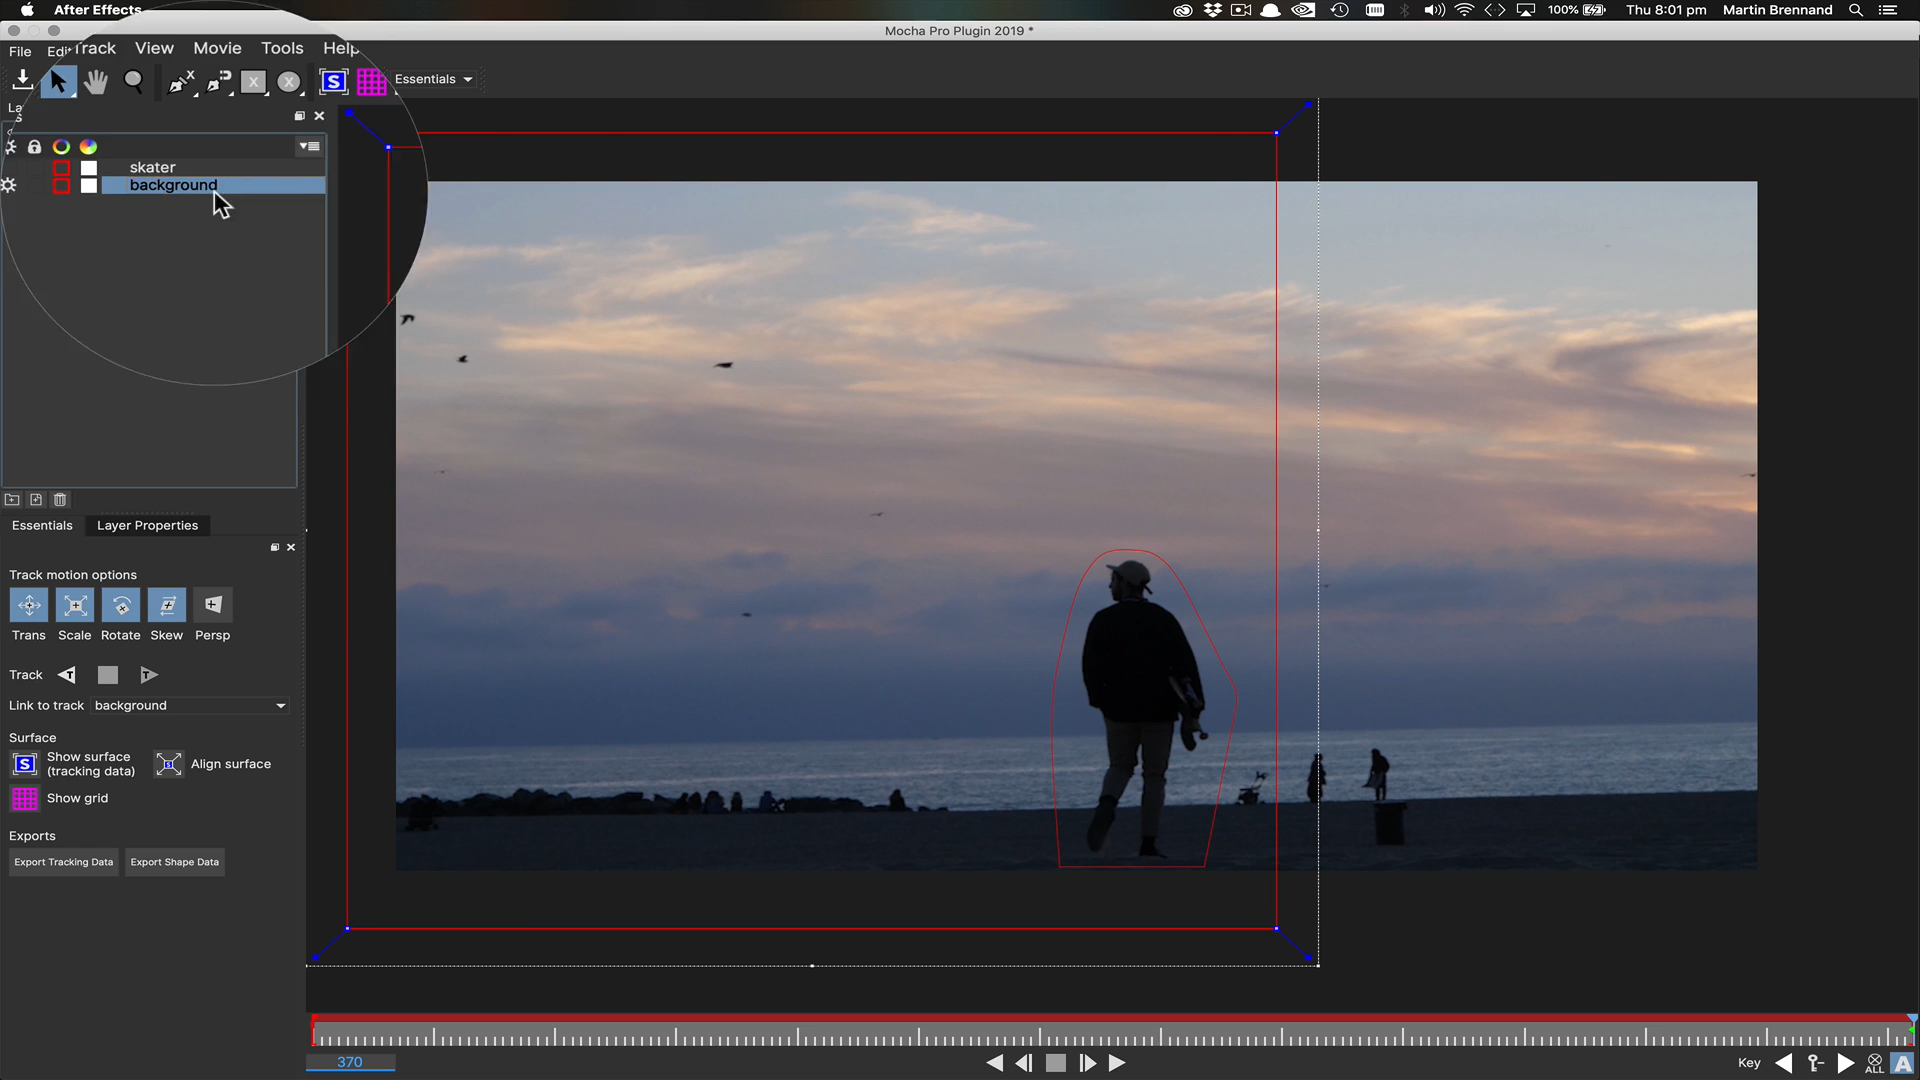 After Effects
100%
Thu 8:01 pm
Martin Brennand
Mocha Pro Plugin 2019 *
File
Edit
Track
View
Movie
Tools
Help
Essentials
La
skater
background
Essentials
Layer Properties
Track motion options
Trans
Scale
Rotate
Skew
Persp
Track
Link to track
background
Surface
Show surface
(tracking data)
Align surface
Show grid
Exports
Export Tracking Data
Export Shape Data
370
Key
ALL
A